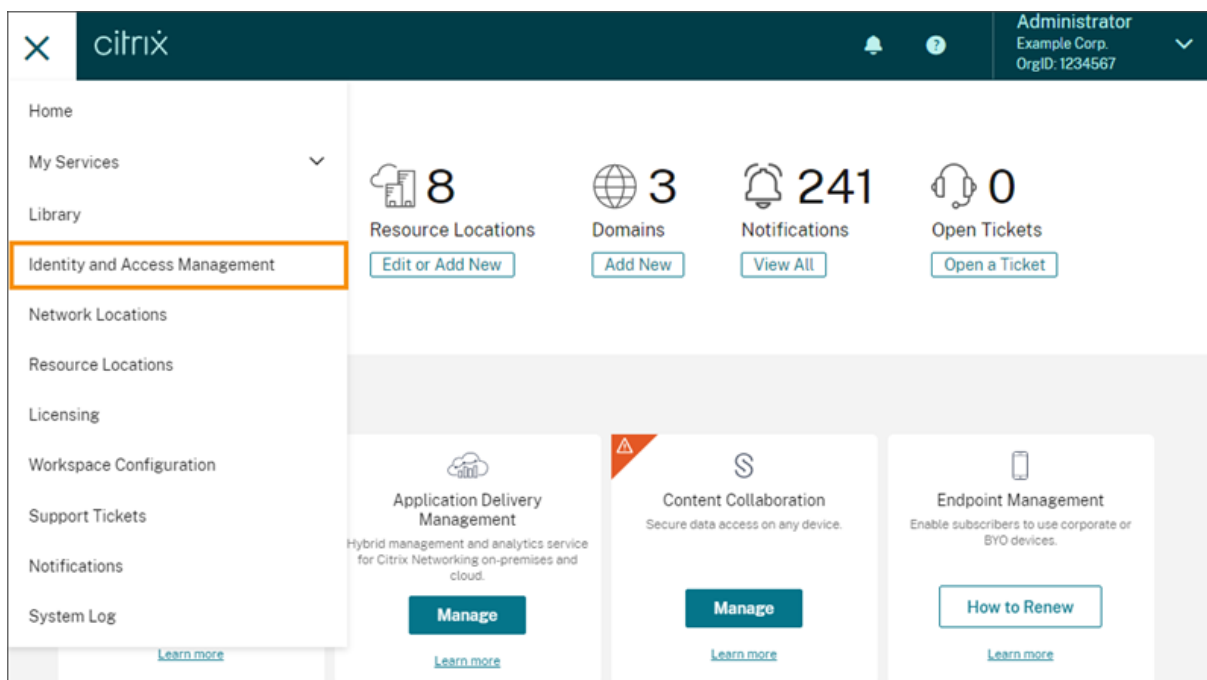 citrix
Administrator
Example Corp.
OrgID: 1234567
Home
My Services
Library
Identity and Access Management
Network Locations
Resource Locations
Licensing
Workspace Configuration
Support Tickets
Notifications
System Log
8
Resource Locations
Edit or Add New
3
Domains
Add New
241
Notifications
View All
0
Open Tickets
Open a Ticket
Learn more
Application Delivery
Management
Hybrid management and analytics service
for Citrix Networking on-premises and
cloud.
Manage
Learn more
Content Collaboration
Secure data access on any device.
Manage
Learn more
Endpoint Management
Enable subscribers to use corporate or
BYO devices.
How to Renew
Learn more